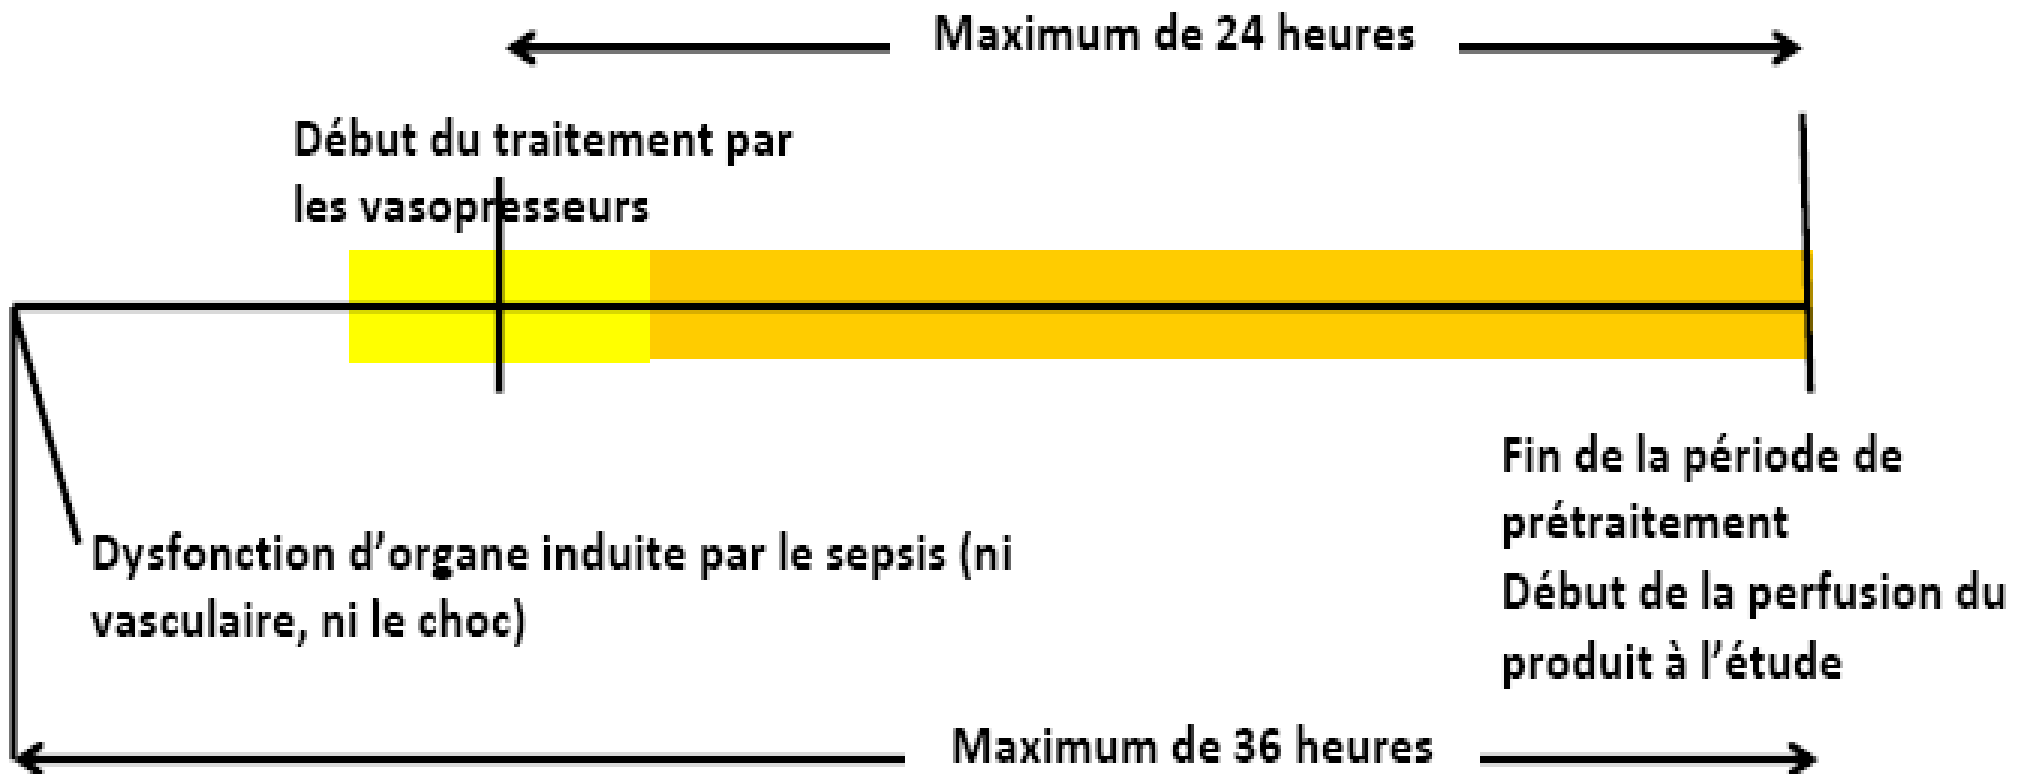 Maximum de 24 heures
Début du traitement par
les vasopresseurs
Dysfonction d’organe induite par le sepsis (ni
vasculaire, ni le choc)
Fin de la période de
prétraitement
Début de la perfusion du
produit à l’étude
Maximum de 36 heures